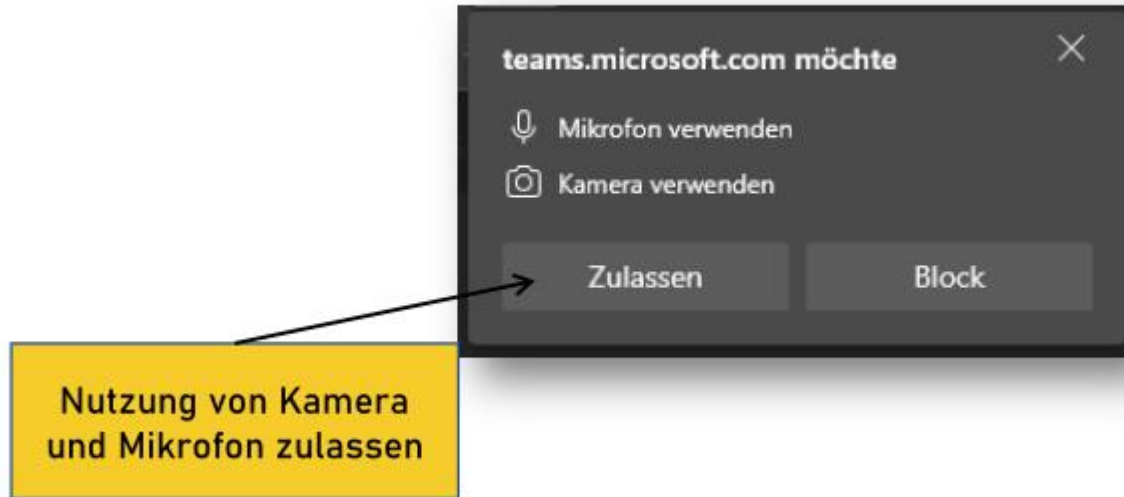 teams.microsoft.com möchte
Mikrofon verwenden
Kamera verwenden
Zulassen
Block
Nutzung von Kamera
und Mikrofon zulassen